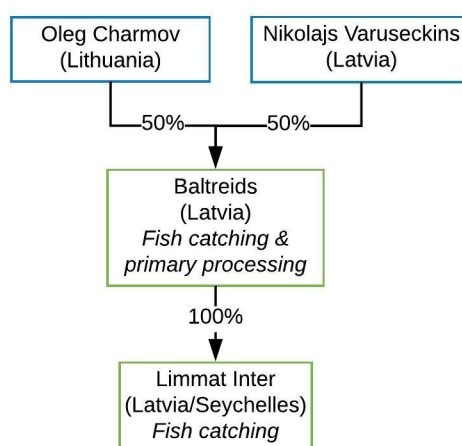 Oleg Charmov
(Lithuania)
Nikolajs Varuseckins
(Latvia)
50%
50%
Baltreids
(Latvia)
Fish catching &
primary processing
100%
Limmat Inter
(Latvia/Seychelles)
Fish catching